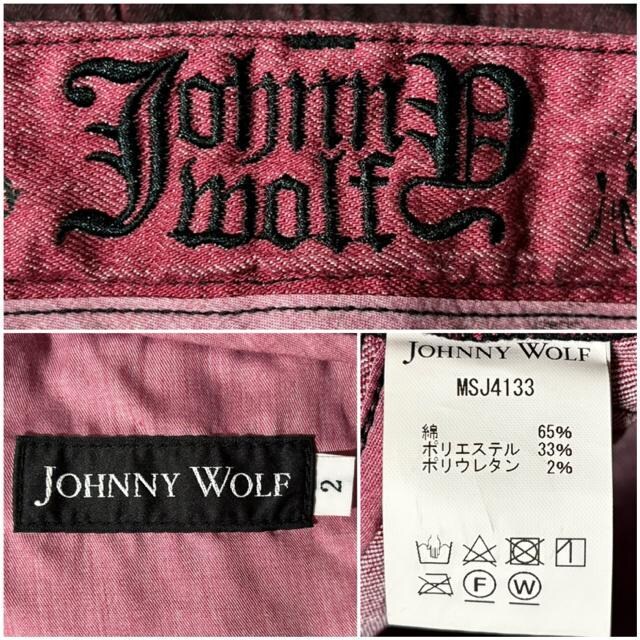 Johnny
wolf
JOHNNY WOLF
2
JOHNNY WOLF
MSJ4133
綿 65%
ポリエステル 33%
ポリウレタン 2%
1
F W